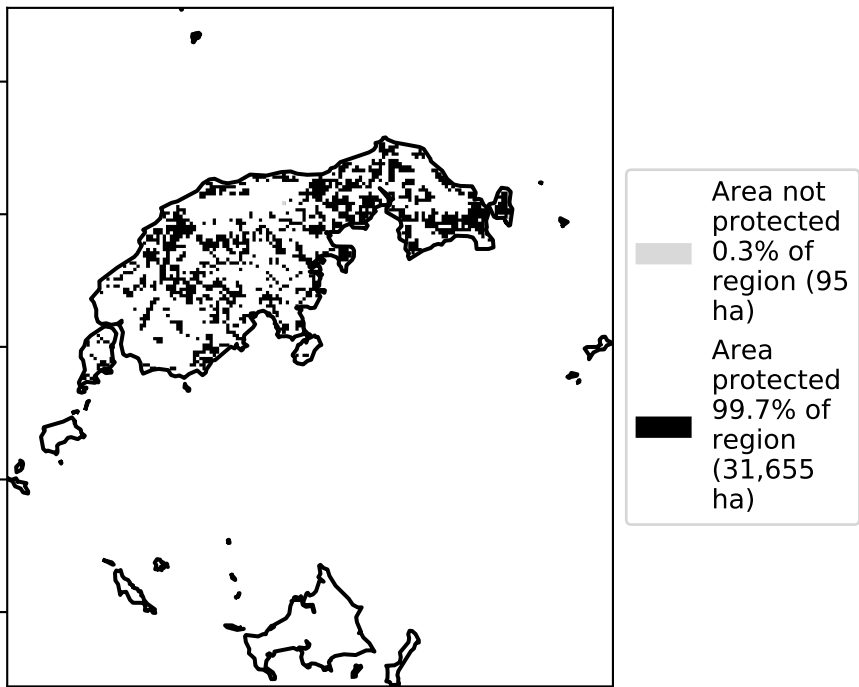 Area not
protected
0.3% of
region (95
ha)
Area
protected
99.7% of
region
(31,655
ha)